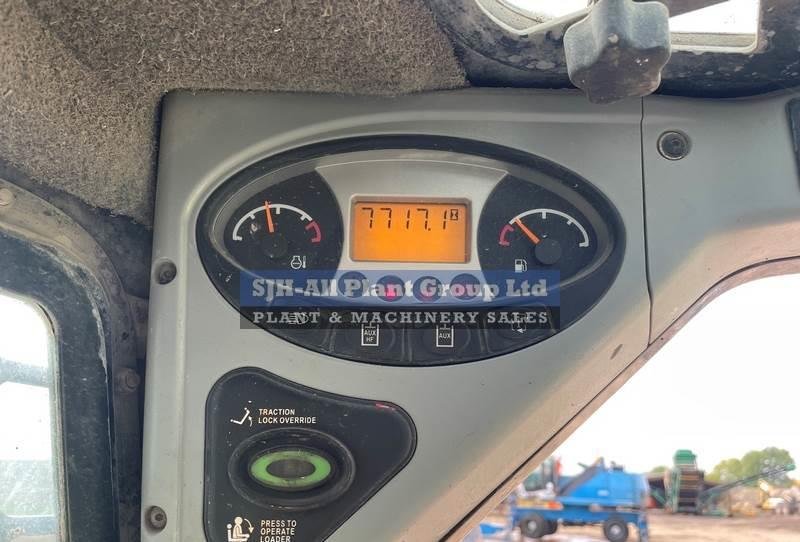 7717.1
SJH-All Plant Group Ltd
PLANT & MACHINERY SALES
AUX
HF
AUX
TRACTION
LOCK OVERRIDE
PRESS TO
OPERATE
LOADER